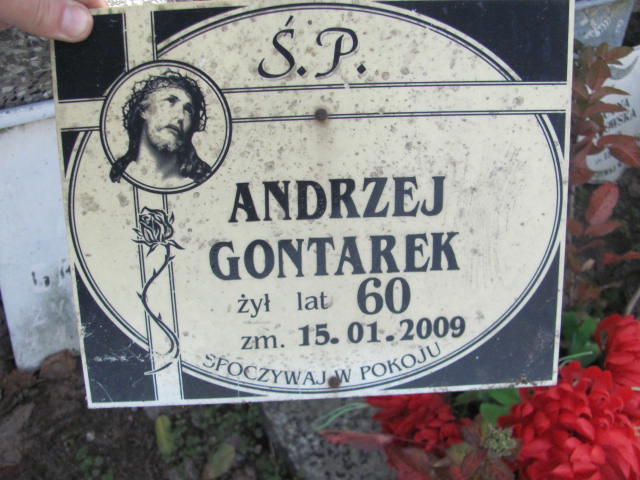 Ś.P.
ANDRZEJ
GONTAREK
żył lat 60
zm. 15.01.2009
SPOCZYWAJ W POKOJU